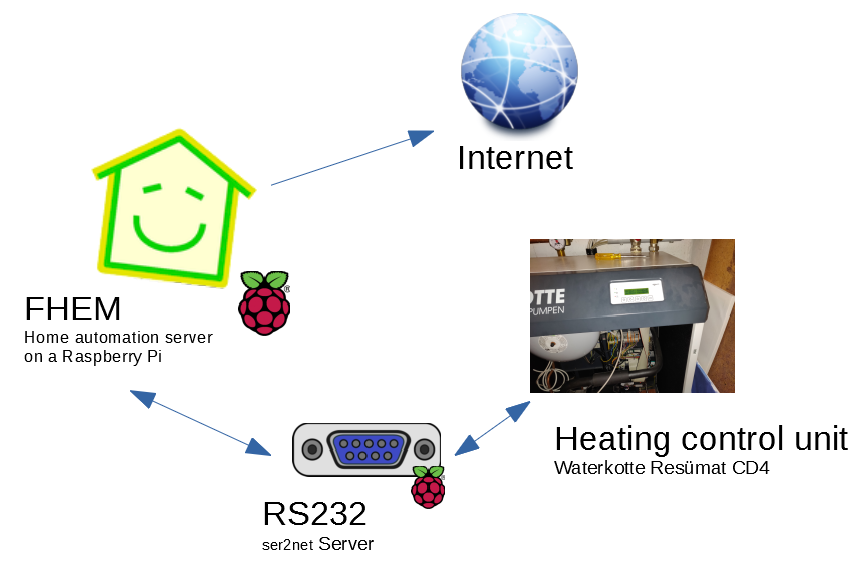 Internet
OTTE
PUMPEN
FHEM
Home automation server
on a Raspberry Pi
®
Heating control unit
Waterkotte Resümat CD4
RS232
ser2net Server